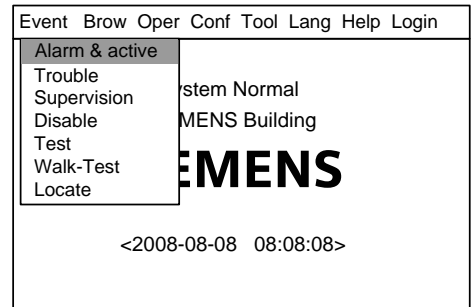 Event Brow Oper Conf Tool Lang Help Login
Alarm & active
Trouble
Supervision
Disable
Test
Walk-Test
Locate
ystem Normal
MENS Building
EMENS
<2008-08-08 08:08:08>